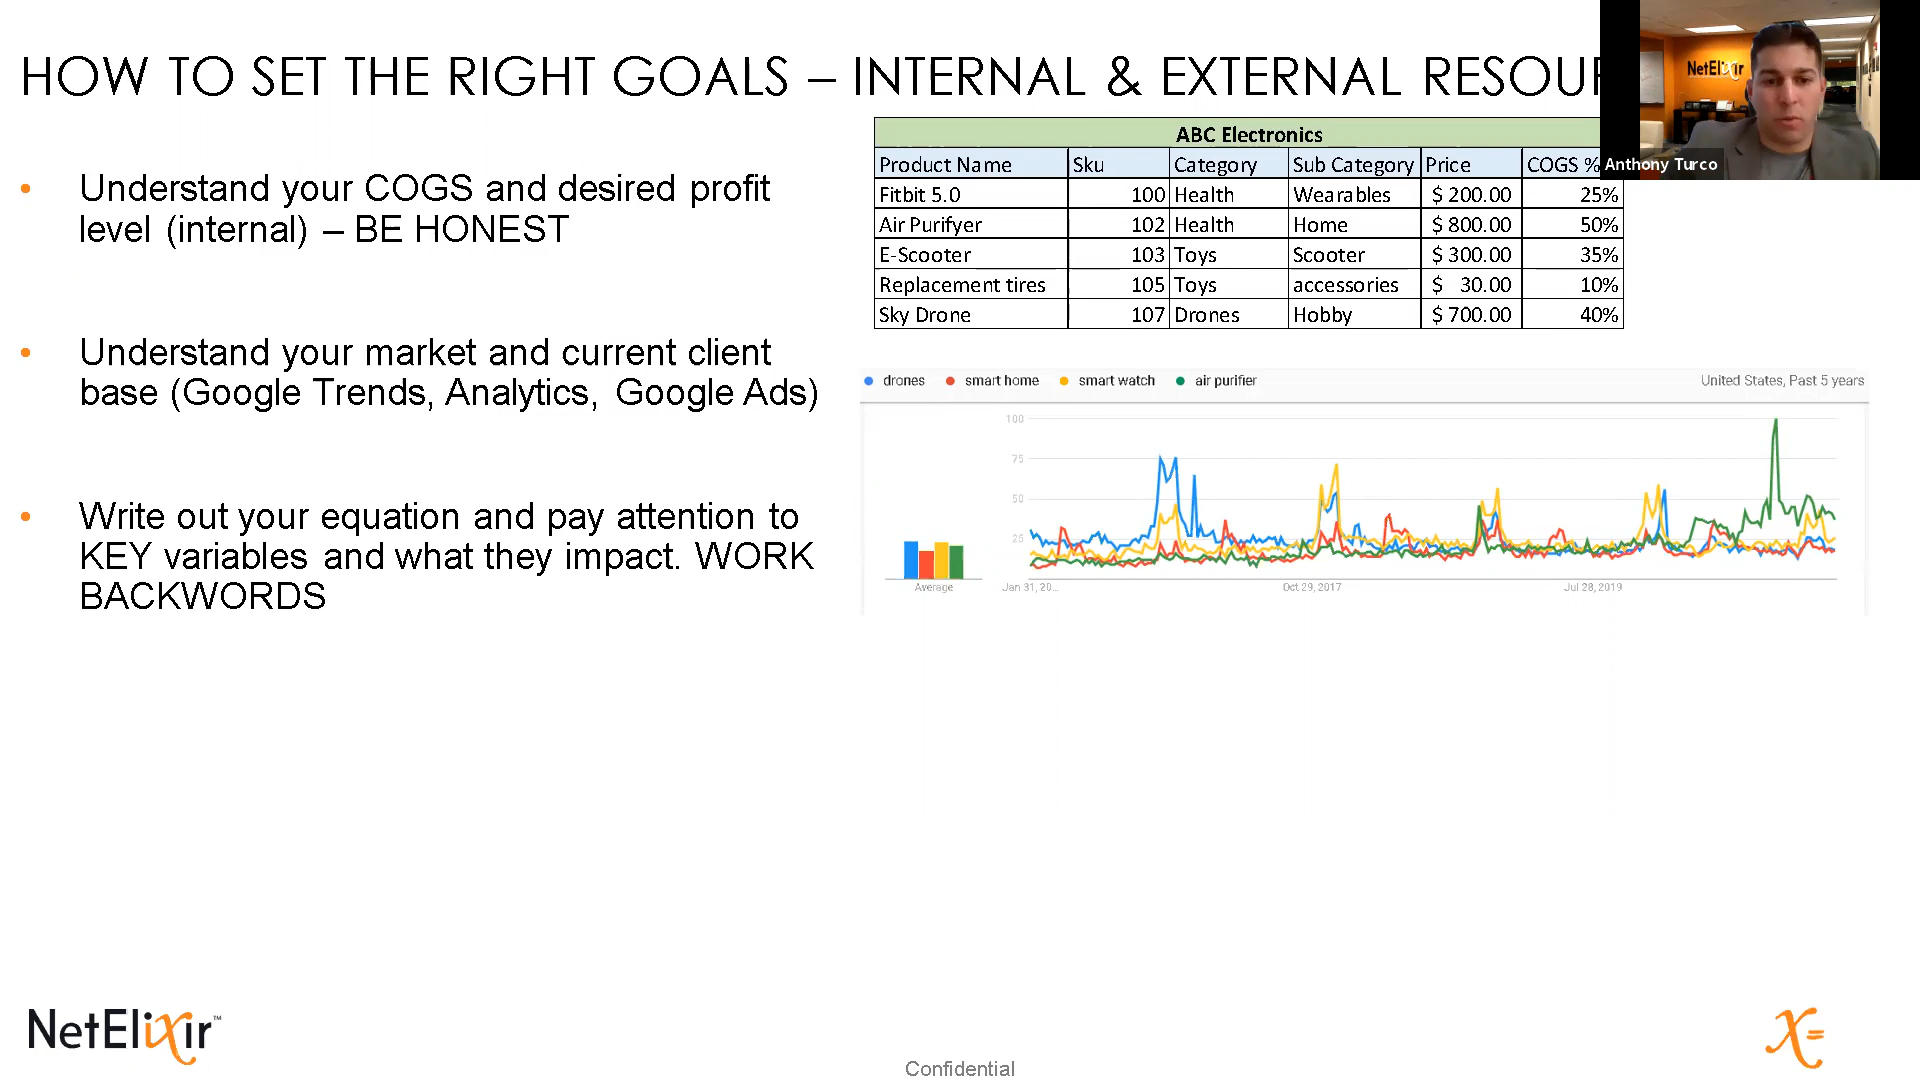 HOW TO SET THE RIGHT GOALS – INTERNAL & EXTERNAL
NetElixir
Anthony Turco
• Understand your COGS and desired profit
level (internal) – BE HONEST
• Understand your market and current client
base (Google Trends, Analytics, Google Ads)
• Write out your equation and pay attention to
KEY variables and what they impact. WORK
BACKWORDS
ABC Electronics
Product Name Sku Category Sub Category Price COGS %
Fitbit 5.0 100 Health Wearables $ 200.00 25%
Air Purifyer 102 Health Home $ 800.00 50%
E-Scooter 103 Toys Scooter $ 300.00 35%
Replacement tires 105 Toys accessories $ 30.00 10%
Sky Drone 107 Drones Hobby $ 700.00 40%
drones smart home smart watch air purifier United States, Past 5 years
100
75
50
25
Average Jan 31, 20... Oct 29, 2017 Jul 28, 2019
NetElixir™
X=
Confidential